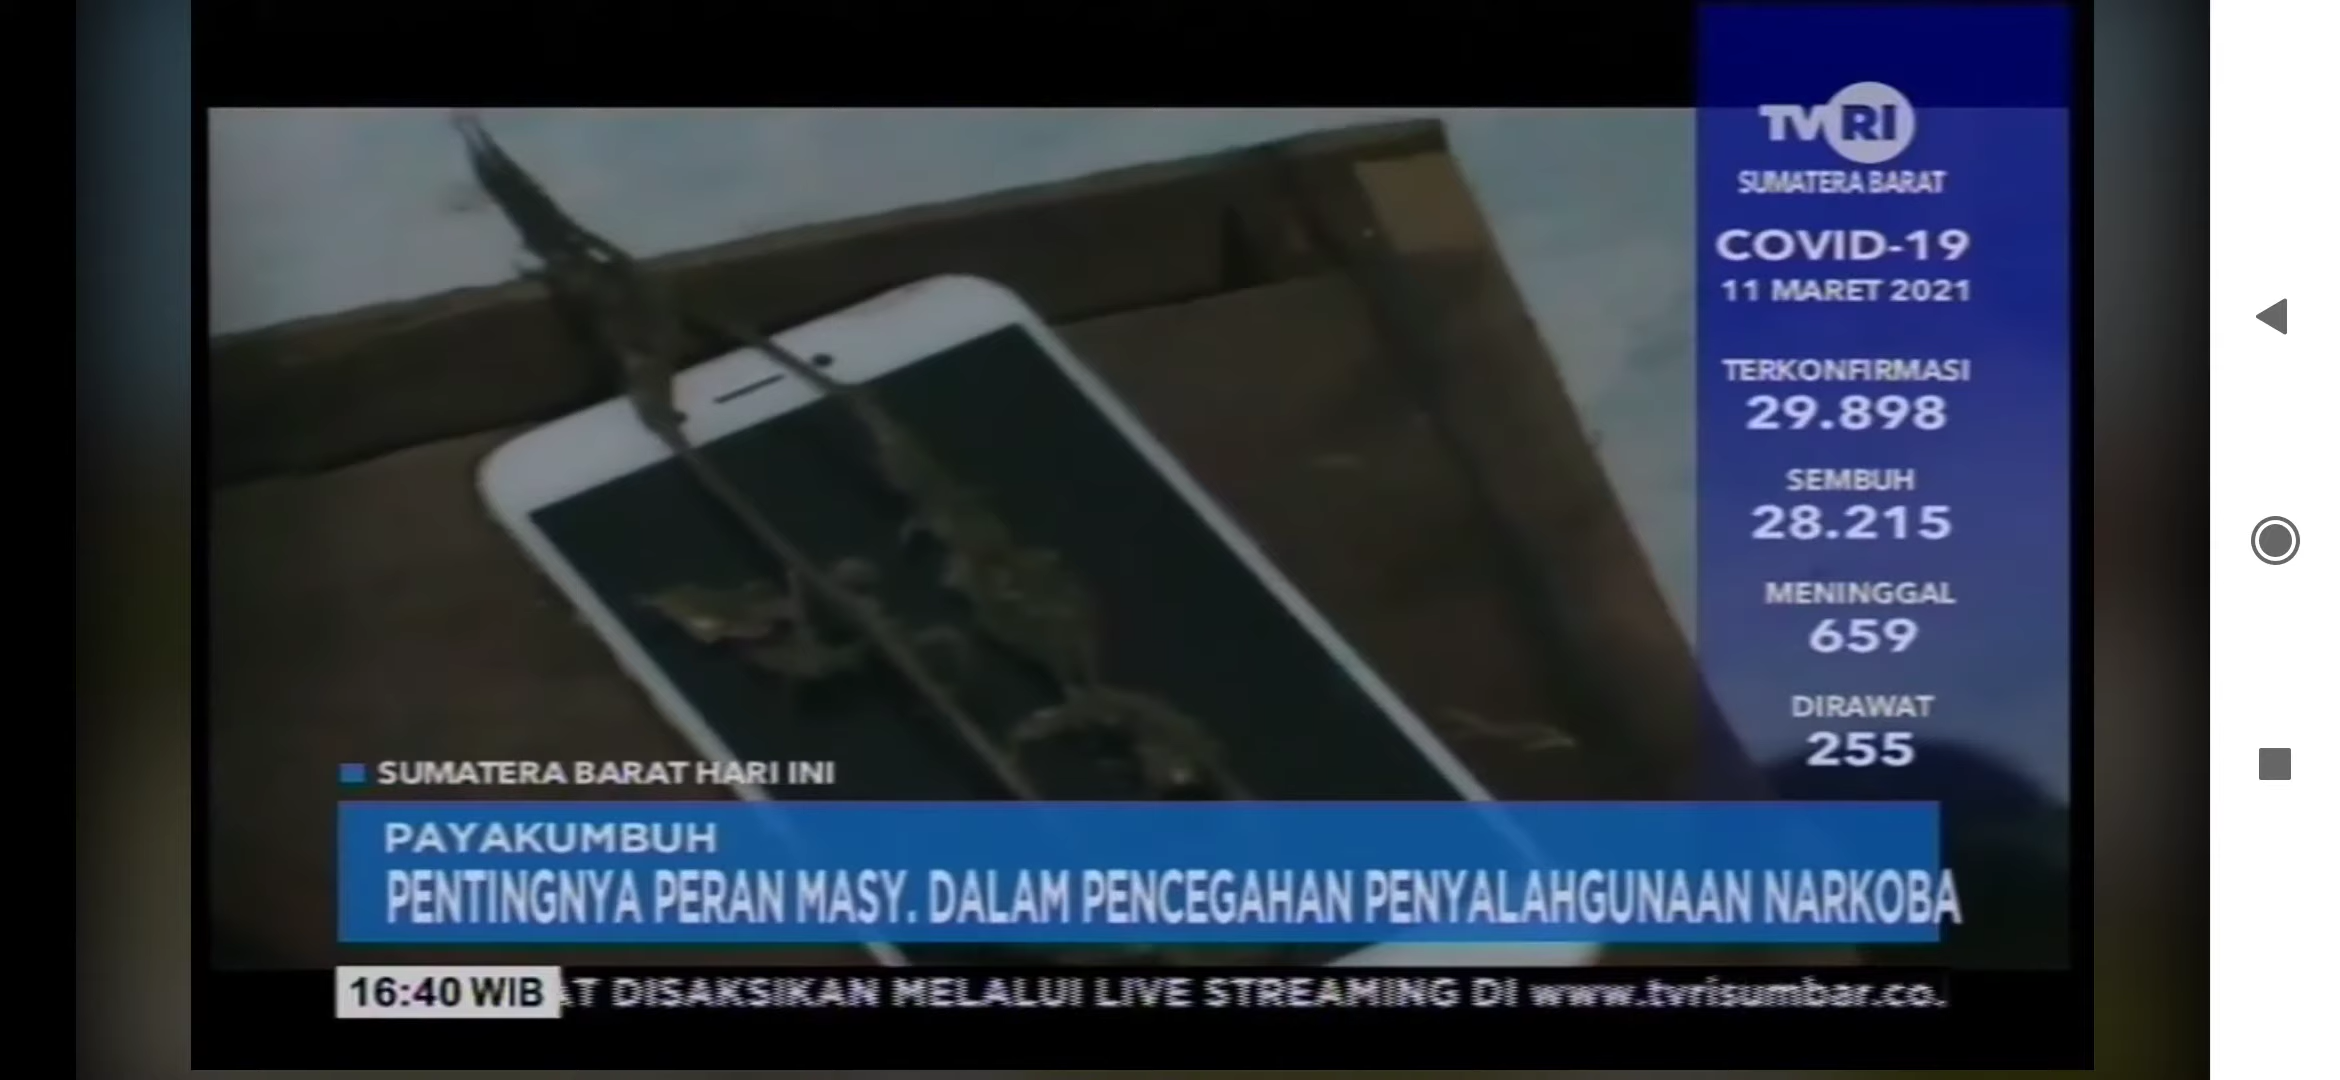 TVRI
SUMATERA BARAT
COVID-19
11 MARET 2021
TERKONFIRMASI
29.898
SEMBUH
28.215
MENINGGAL
659
DIRAWAT
255
SUMATERA BARAT HARI INI
PAYAKUMBUH
PENTINGNYA PERAN MASY. DALAM PENCEGAHAN PENYALAHGUNAAN NARKOBA
16:40 WIB AT DISAKSIKAN MELALUI LIVE STREAMING DI www.tvrisumbar.co.